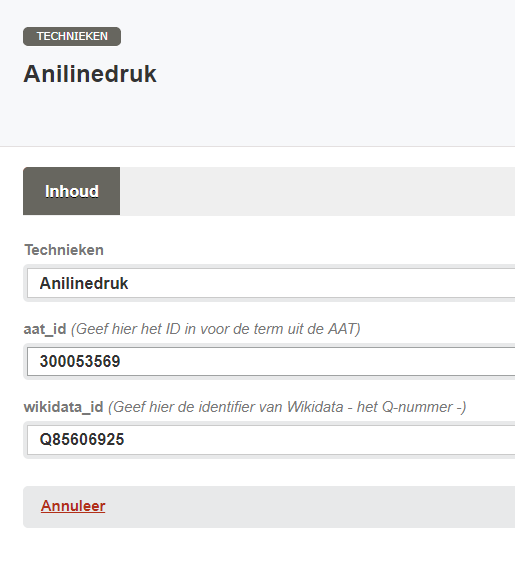 TECHNIEKEN
Anilinedruk
Inhoud
Technieken
Anilinedruk
aat_id (Geef hier het ID in voor de term uit de AAT)
300053569
wikidata_id (Geef hier de identifier van Wikidata - het Q-nummer -)
Q85606925
Annuleer